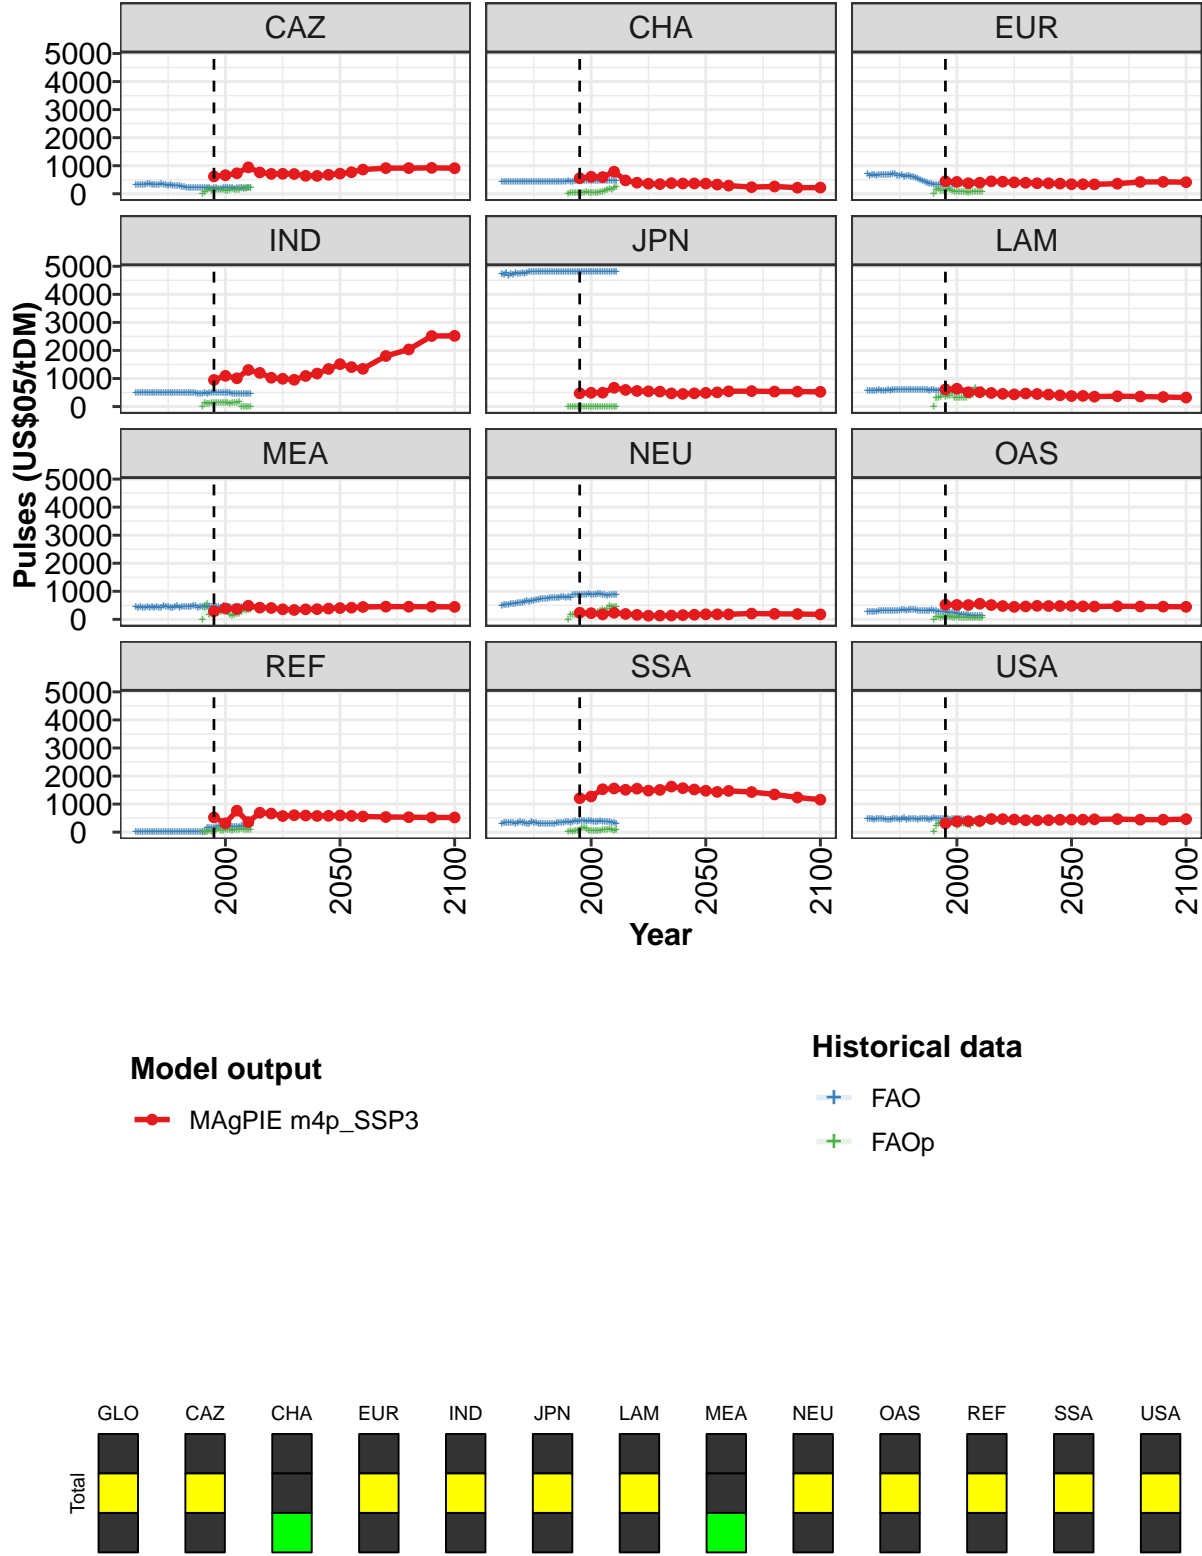 CAZ CHA EUR
5000
4000
3000
2000
1000
0
IND JPN LAM
5000
4000
3000
2000
1000
0
MEA NEU OAS
5000
4000
3000
2000
1000
0
REF SSA USA
5000
4000
3000
2000
1000
0
Pulses (US$05/tDM)
2000 2050 2100 2000 2050 2100 2000 2050 2100
Year
Model output
MAgPIE m4p_SSP3
Historical data
FAO
FAOp
GLO CAZ CHA EUR IND JPN LAM MEA NEU OAS REF SSA USA
Total